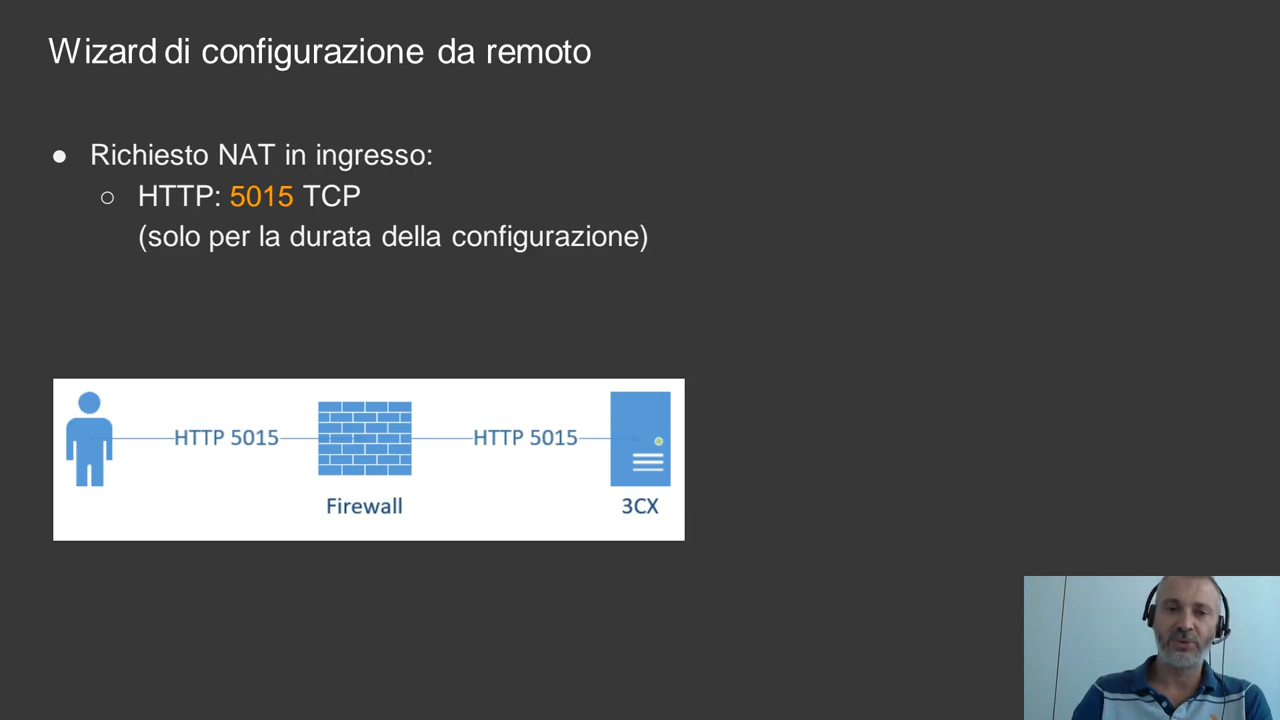 Wizard di configurazione da remoto
● Richiesto NAT in ingresso:
○ HTTP: 5015 TCP
(solo per la durata della configurazione)
HTTP 5015
HTTP 5015
Firewall
3CX